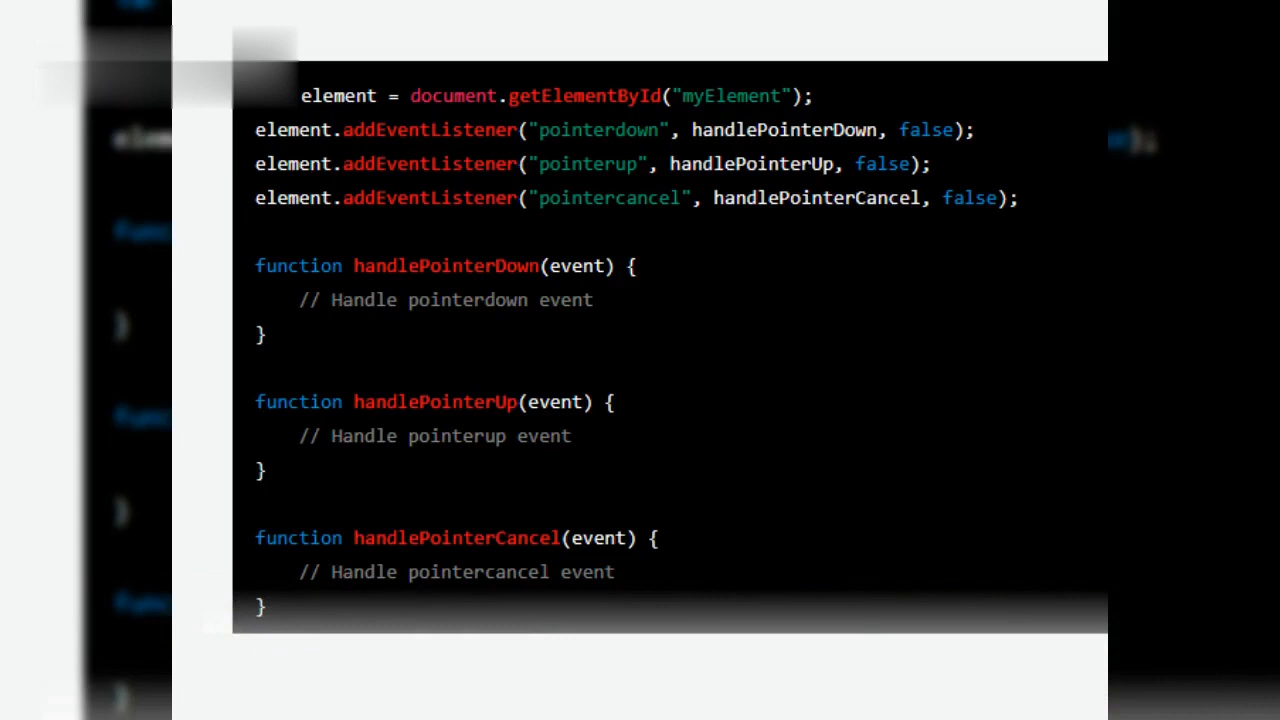 element = document.getElementById("myElement");
element.addEventListener("pointerdown", handlePointerDown, false);
element.addEventListener("pointerup", handlePointerUp, false);
element.addEventListener("pointercancel", handlePointerCancel, false);
function handlePointerDown(event) {
// Handle pointerdown event
}
function handlePointerUp(event) {
// Handle pointerup event
}
function handlePointerCancel(event) {
// Handle pointercancel event
}